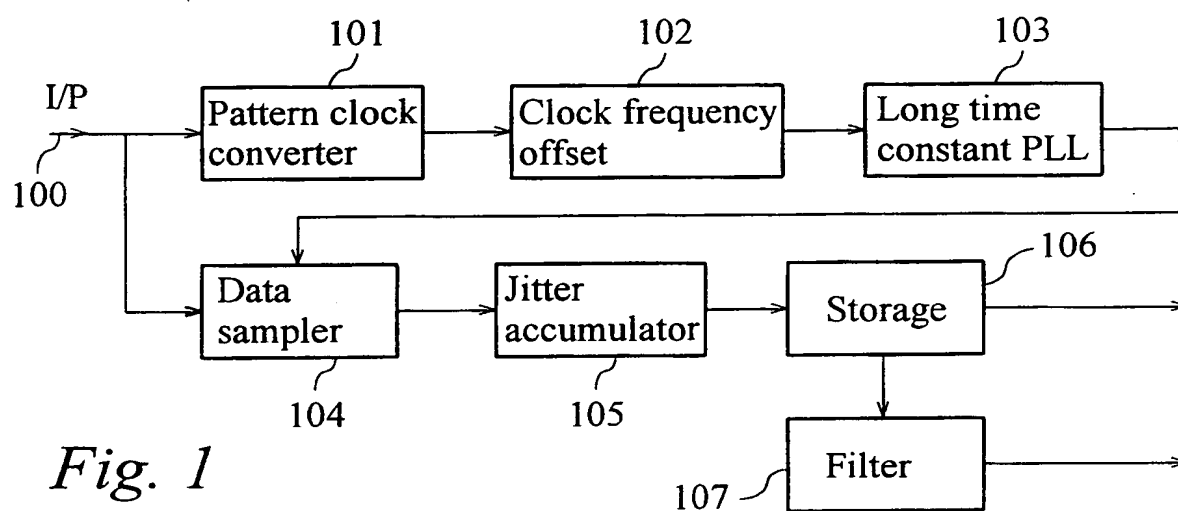 101
102
103
I/P
Pattern clock
converter
Clock frequency
offset
Long time
constant PLL
100
106
Data
sampler
Jitter
accumulator
Storage
104
105
Filter
107
Fig. 1